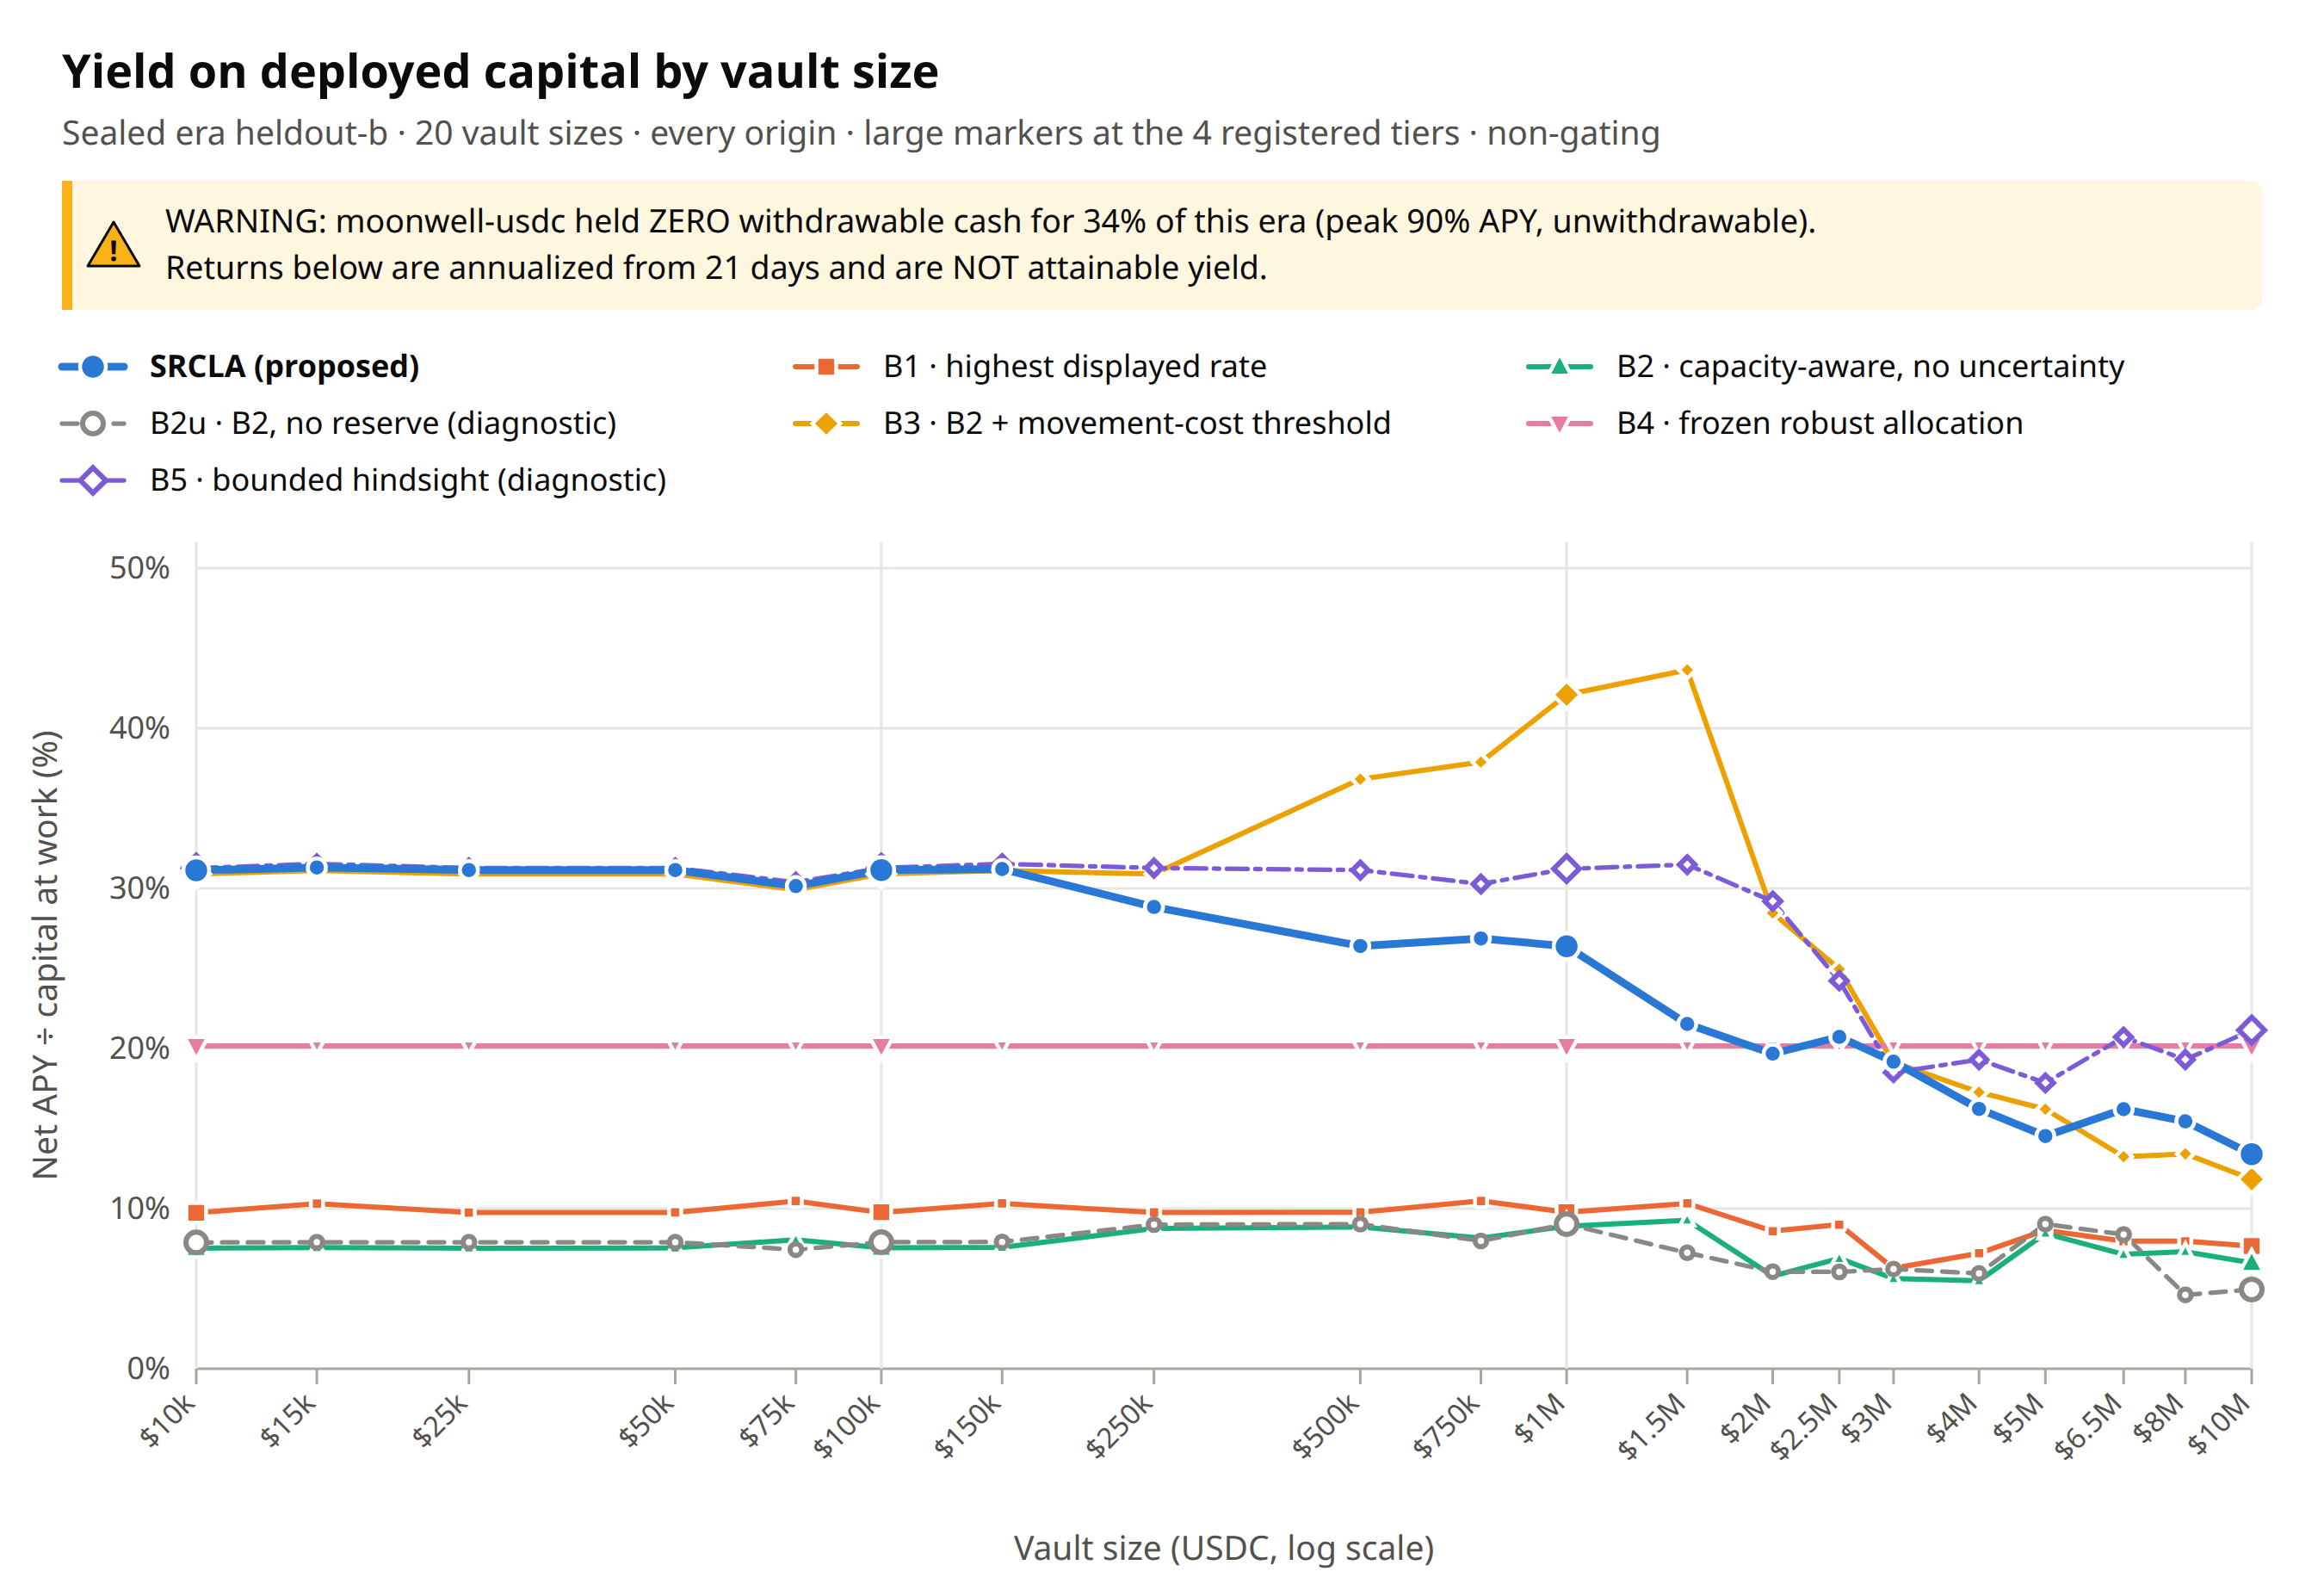 Yield on deployed capital by vault size
Sealed era heldout-b · 20 vault sizes · every origin · large markers at the 4 registered tiers · non-gating
WARNING: moonwell-usdc held ZERO withdrawable cash for 34% of this era (peak 90% APY, unwithdrawable).
Returns below are annualized from 21 days and are NOT attainable yield.
SRCLA (proposed)
B1 · highest displayed rate
B2 · capacity-aware, no uncertainty
B2u · B2, no reserve (diagnostic)
B3 · B2 + movement-cost threshold
B4 · frozen robust allocation
B5 · bounded hindsight (diagnostic)
Net APY ÷ capital at work (%)
50%
40%
30%
20%
10%
0%
$10k
$15k
$25k
$50k
$75k
$100k
$150k
$250k
$500k
$750k
$1M
$1.5M
$2M
$2.5M
$3M
$4M
$5M
$6.5M
$8M
$10M
Vault size (USDC, log scale)